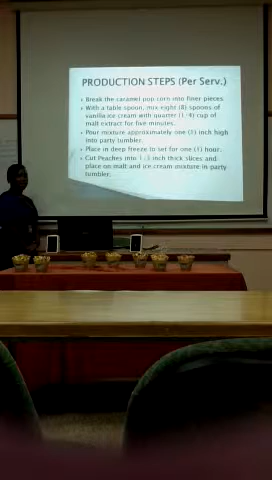 PRODUCTION STEPS (Per Serv.)
• Break the caramel pop corn into finer pieces.
• With a table spoon, mix eight (8) spoons of
vanilla ice cream with quarter (1/4) cup of
malt extract for five minutes.
• Pour mixture approximately one (1) inch high
into party tumbler.
• Place in deep freeze to set for one (1) hour.
• Cut Peaches into inch thick slices and
place on malt and ice cream mixture in party
tumbler.